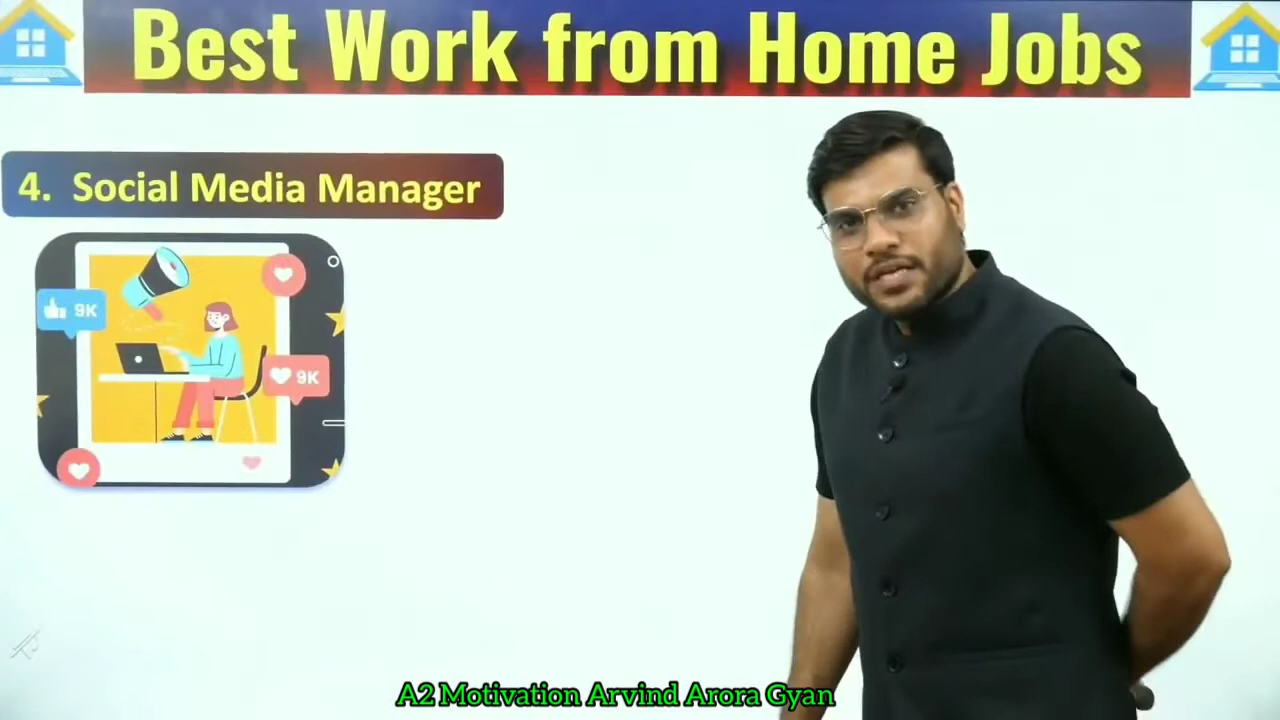 Best Work from Home Jobs
4. Social Media Manager
9K
9K
A2 Motivation Arvind Arora Gyan